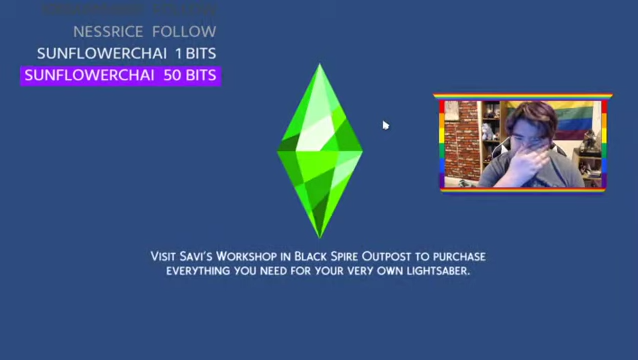 NESSRICE FOLLOW
SUNFLOWERCHAI 1 BITS
SUNFLOWERCHAI 50 BITS
VISIT SAVI'S WORKSHOP IN BLACK SPIRE OUTPOST TO PURCHASE
EVERYTHING YOU NEED FOR YOUR VERY OWN LIGHTSABER.